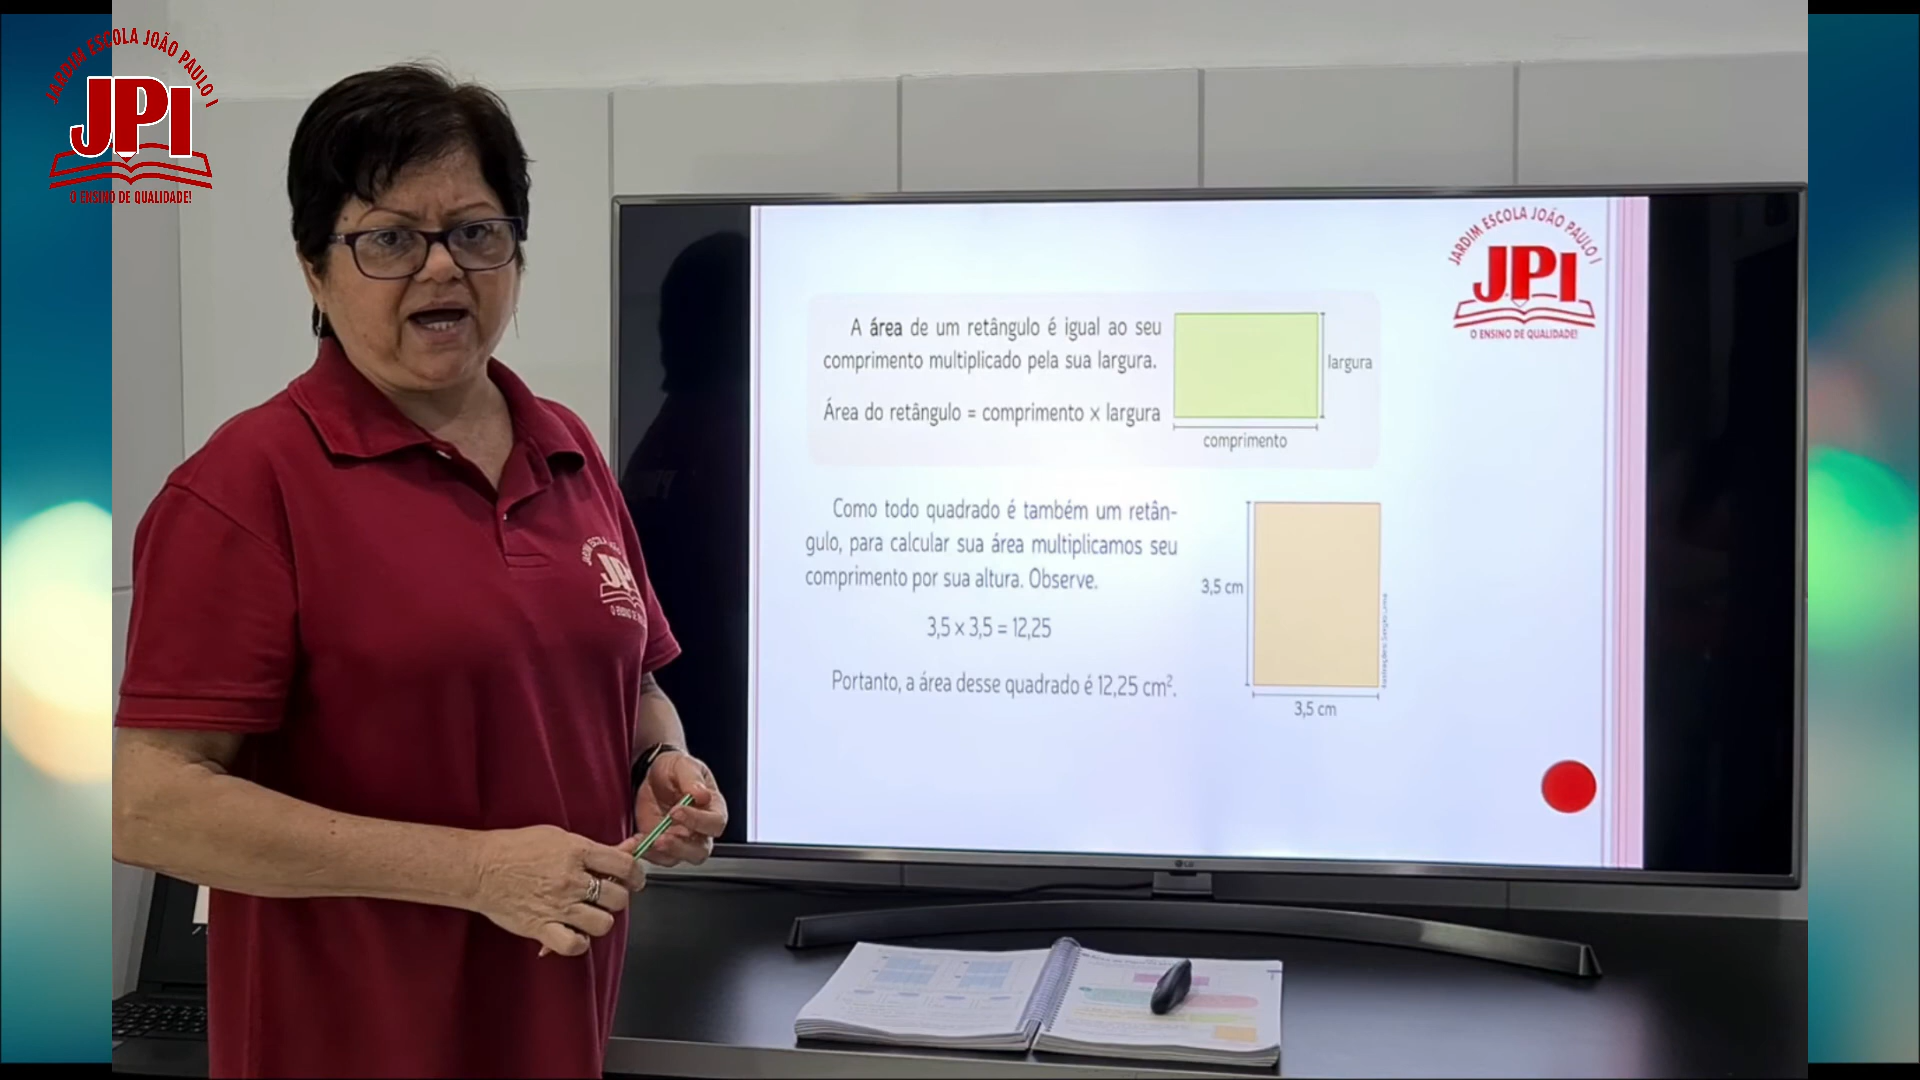 JARDIM ESCOLA JOÃO PAULO I
JPI
O ENSINO DE QUALIDADE!
JARDIM ESCOLA JOÃO PAULO I
JPI
O ENSINO DE QUALIDADE!
A área de um retângulo é igual ao seu
comprimento multiplicado pela sua largura.
Área do retângulo = comprimento × largura
largura
comprimento
Como todo quadrado é também um retân-
gulo, para calcular sua área multiplicamos seu
comprimento por sua altura. Observe.
3,5 × 3,5 = 12,25
Portanto, a área desse quadrado é 12,25 cm².
3,5 cm
3,5 cm
JPI
LG